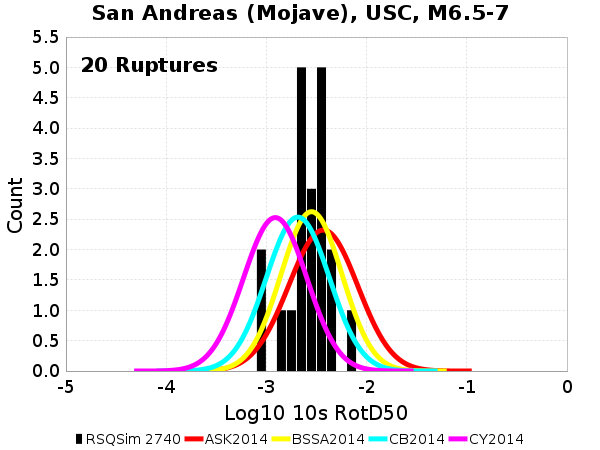 San Andreas (Mojave), USC, M6.5-7
20 Ruptures
Count
5.5
5.0
4.5
4.0
3.5
3.0
2.5
2.0
1.5
1.0
0.5
0.0
-5 -4 -3 -2 -1 0
Log10 10s RotD50
RSQSim 2740 ASK2014 BSSA2014 CB2014 CY2014